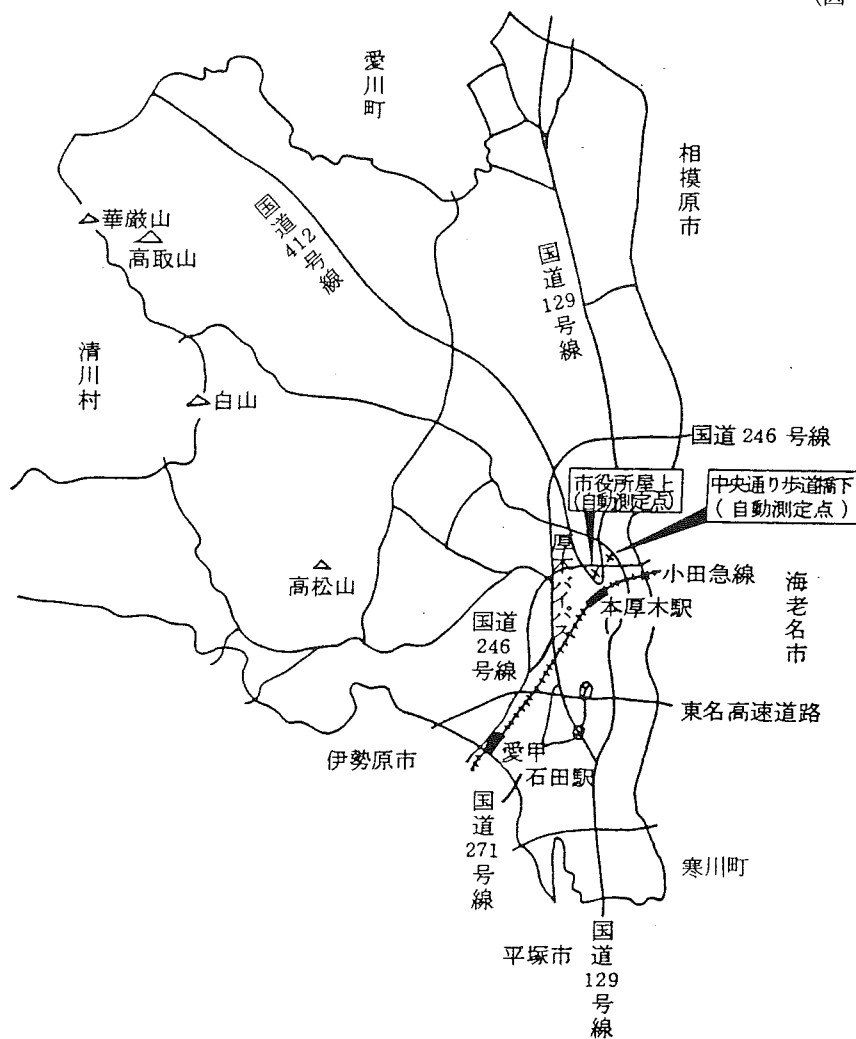 (図
愛川町
相模原市
華厳山
高取山
国道412号線
国道129号線
清川村
白山
国道 246 号線
市役所屋上
(自動測定点)
中央通り歩道橋下
( 自動測定点 )
厚木バイパス
小田急線
本厚木駅
高松山
海老名市
国道246号線
東名高速道路
伊勢原市
愛甲
石田駅
国道271号線
寒川町
平塚市
国道129号線